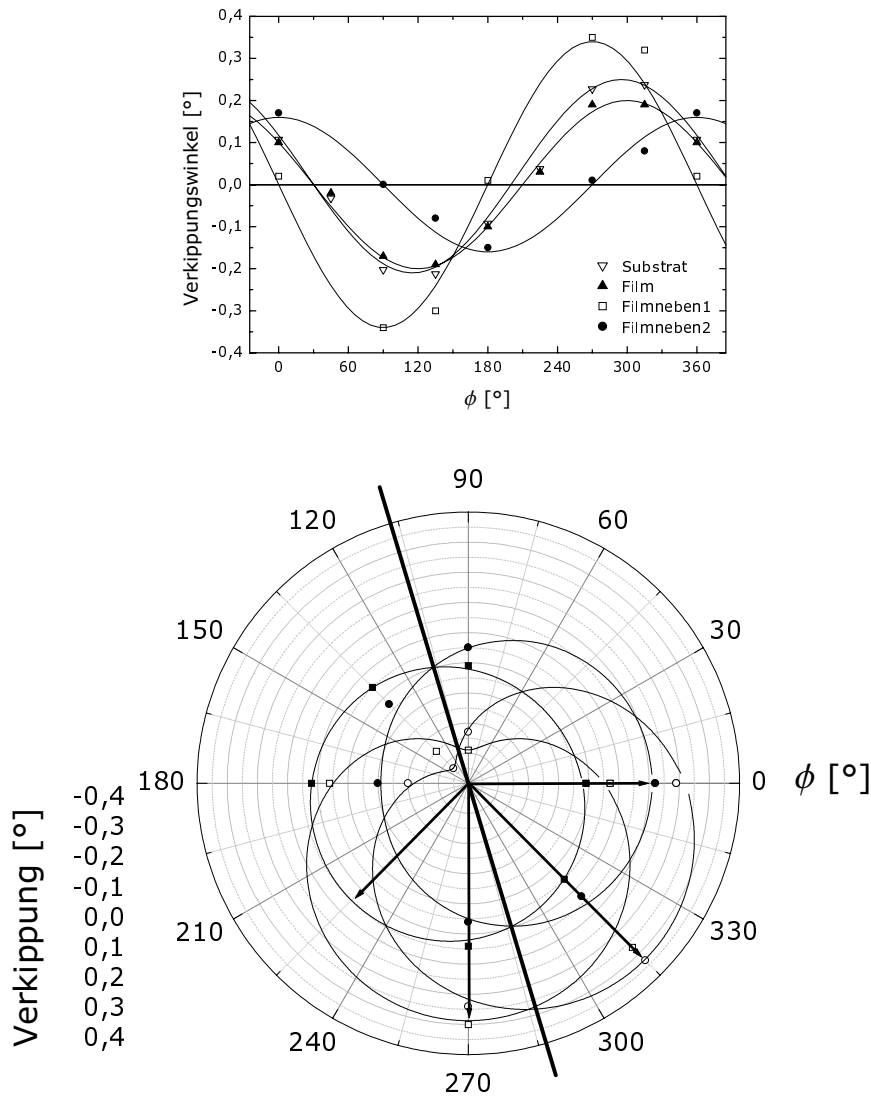 0,4
0,3
0,2
0,1
0,0
-0,1
-0,2
-0,3
-0,4
Verkippungswinkel [°]
Substrat
Film
Filmneben1
Filmneben2
0 60 120 180 240 300 360
ϕ [°]
90
120 60
150 30
180 0 ϕ [°]
210 330
240 300
270
Verkippung [°]
-0,4
-0,3
-0,2
-0,1
0,0
0,1
0,2
0,3
0,4